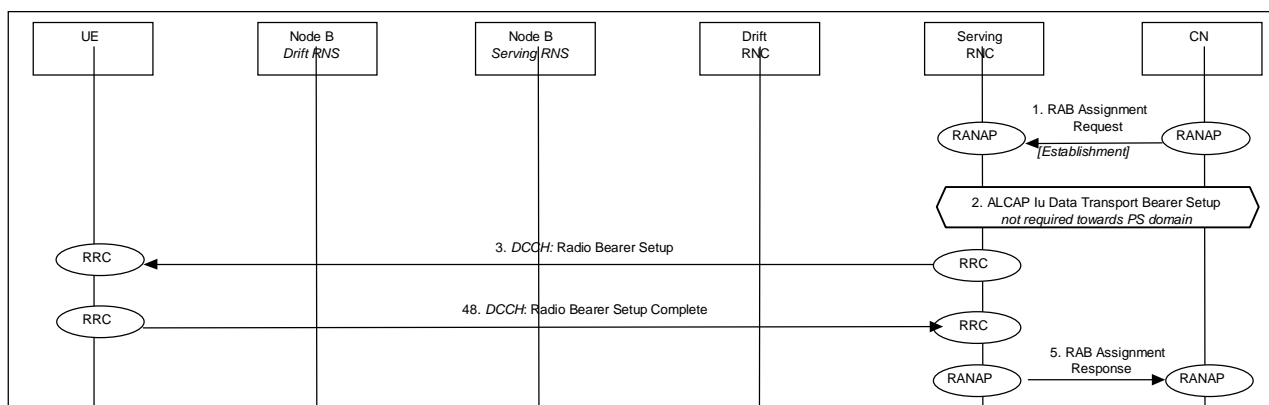 UE
Node B
Drift RNS
Node B
Serving RNS
Drift
RNC
Serving
RNC
CN
1. RAB Assignment
Request
[Establishment]
RANAP
RANAP
2. ALCAP Iu Data Transport Bearer Setup
not required towards PS domain
3. DCCH: Radio Bearer Setup
RRC
RRC
48. DCCH: Radio Bearer Setup Complete
RRC
RRC
5. RAB Assignment
Response
RANAP
RANAP